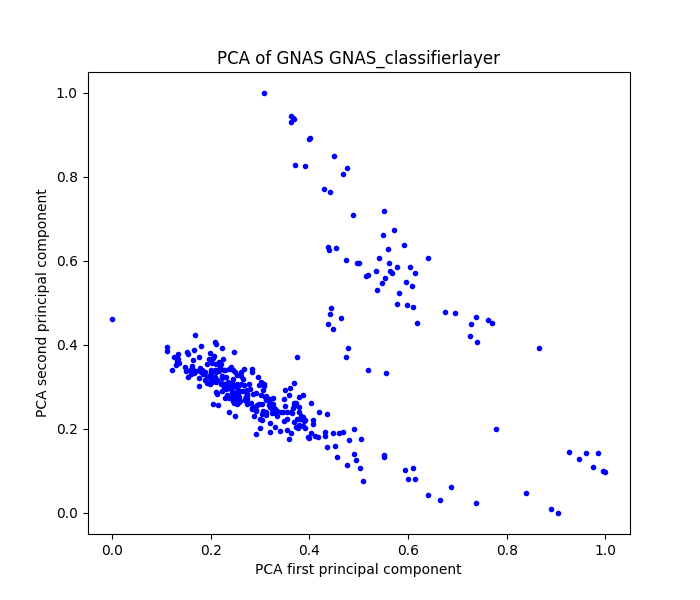 PCA of GNAS GNAS_classifierlayer
PCA second principal component
1.0
0.8
0.6
0.4
0.2
0.0
0.0 0.2 0.4 0.6 0.8 1.0
PCA first principal component